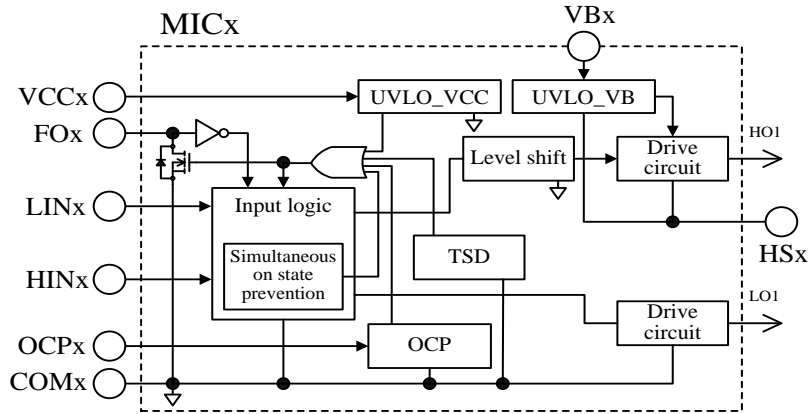 MICx
VBx
VCCx
UVLO_VCC
UVLO_VB
FOx
HO1
Level shift
Drive
circuit
LINx
Input logic
HSx
Simultaneous
on state
prevention
TSD
HINx
LO1
Drive
circuit
OCPx
OCP
COMx